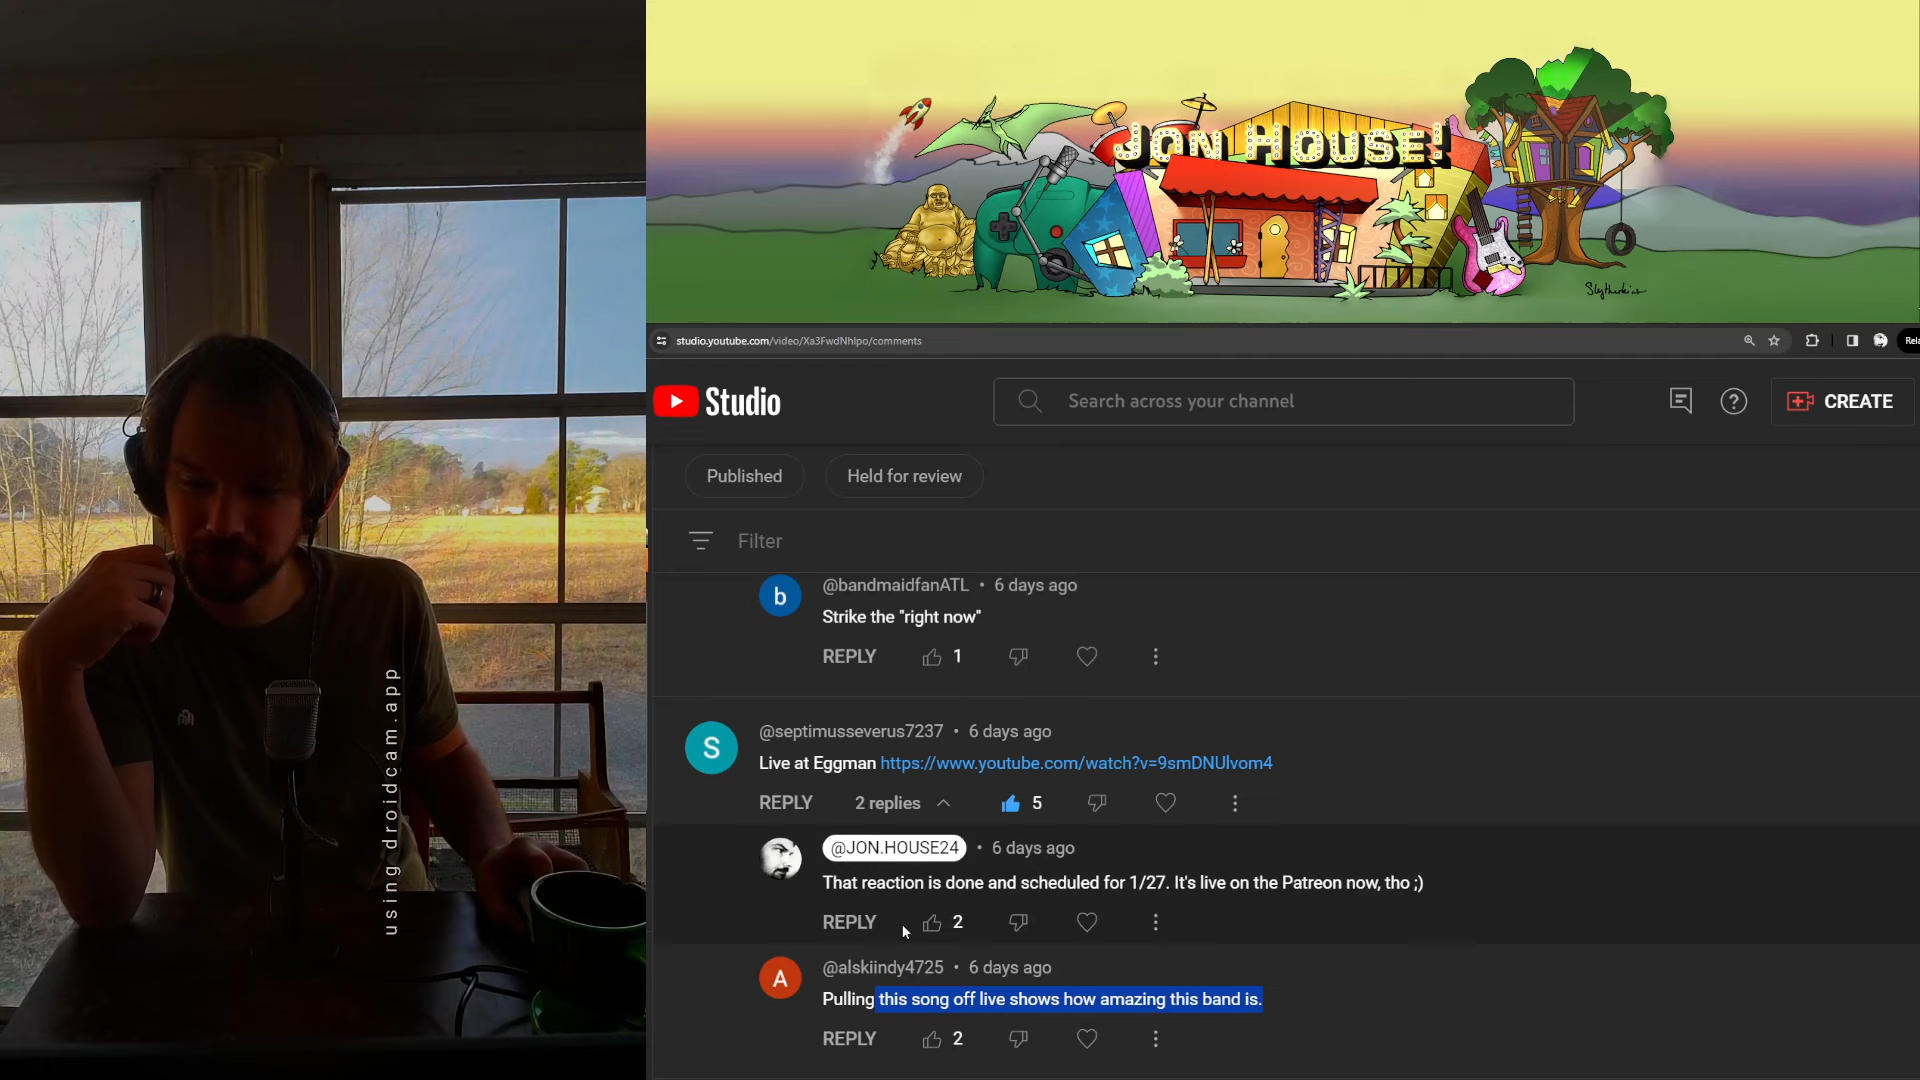 JON HOUSE!
Slytherkins
studio.youtube.com/video/Xa3FwdNhlpo/comments
Rela
Studio
Search across your channel
CREATE
Published
Held for review
Filter
b
@bandmaidfanATL • 6 days ago
Strike the "right now"
REPLY 1
S
@septimusseverus7237 • 6 days ago
Live at Eggman https://www.youtube.com/watch?v=9smDNUlvom4
REPLY 2 replies 5
@JON.HOUSE24 • 6 days ago
That reaction is done and scheduled for 1/27. It's live on the Patreon now, tho ;)
REPLY 2
A
@alskiindy4725 • 6 days ago
Pulling this song off live shows how amazing this band is.
REPLY 2
using droidcam.app